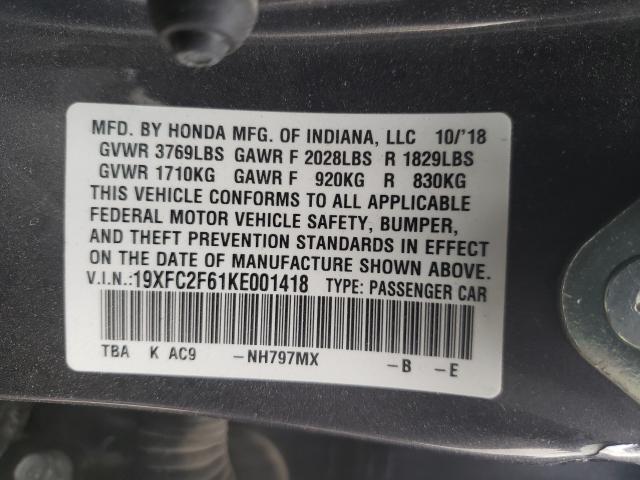 MFD. BY HONDA MFG. OF INDIANA, LLC 10/'18
GVWR 3769LBS GAWR F 2028LBS R 1829LBS
GVWR 1710KG GAWR F 920KG R 830KG
THIS VEHICLE CONFORMS TO ALL APPLICABLE
FEDERAL MOTOR VEHICLE SAFETY, BUMPER,
AND THEFT PREVENTION STANDARDS IN EFFECT
ON THE DATE OF MANUFACTURE SHOWN ABOVE.
V.I.N.:19XFC2F61KE001418 TYPE: PASSENGER CAR
TBA K AC9 -NH797MX -B -E